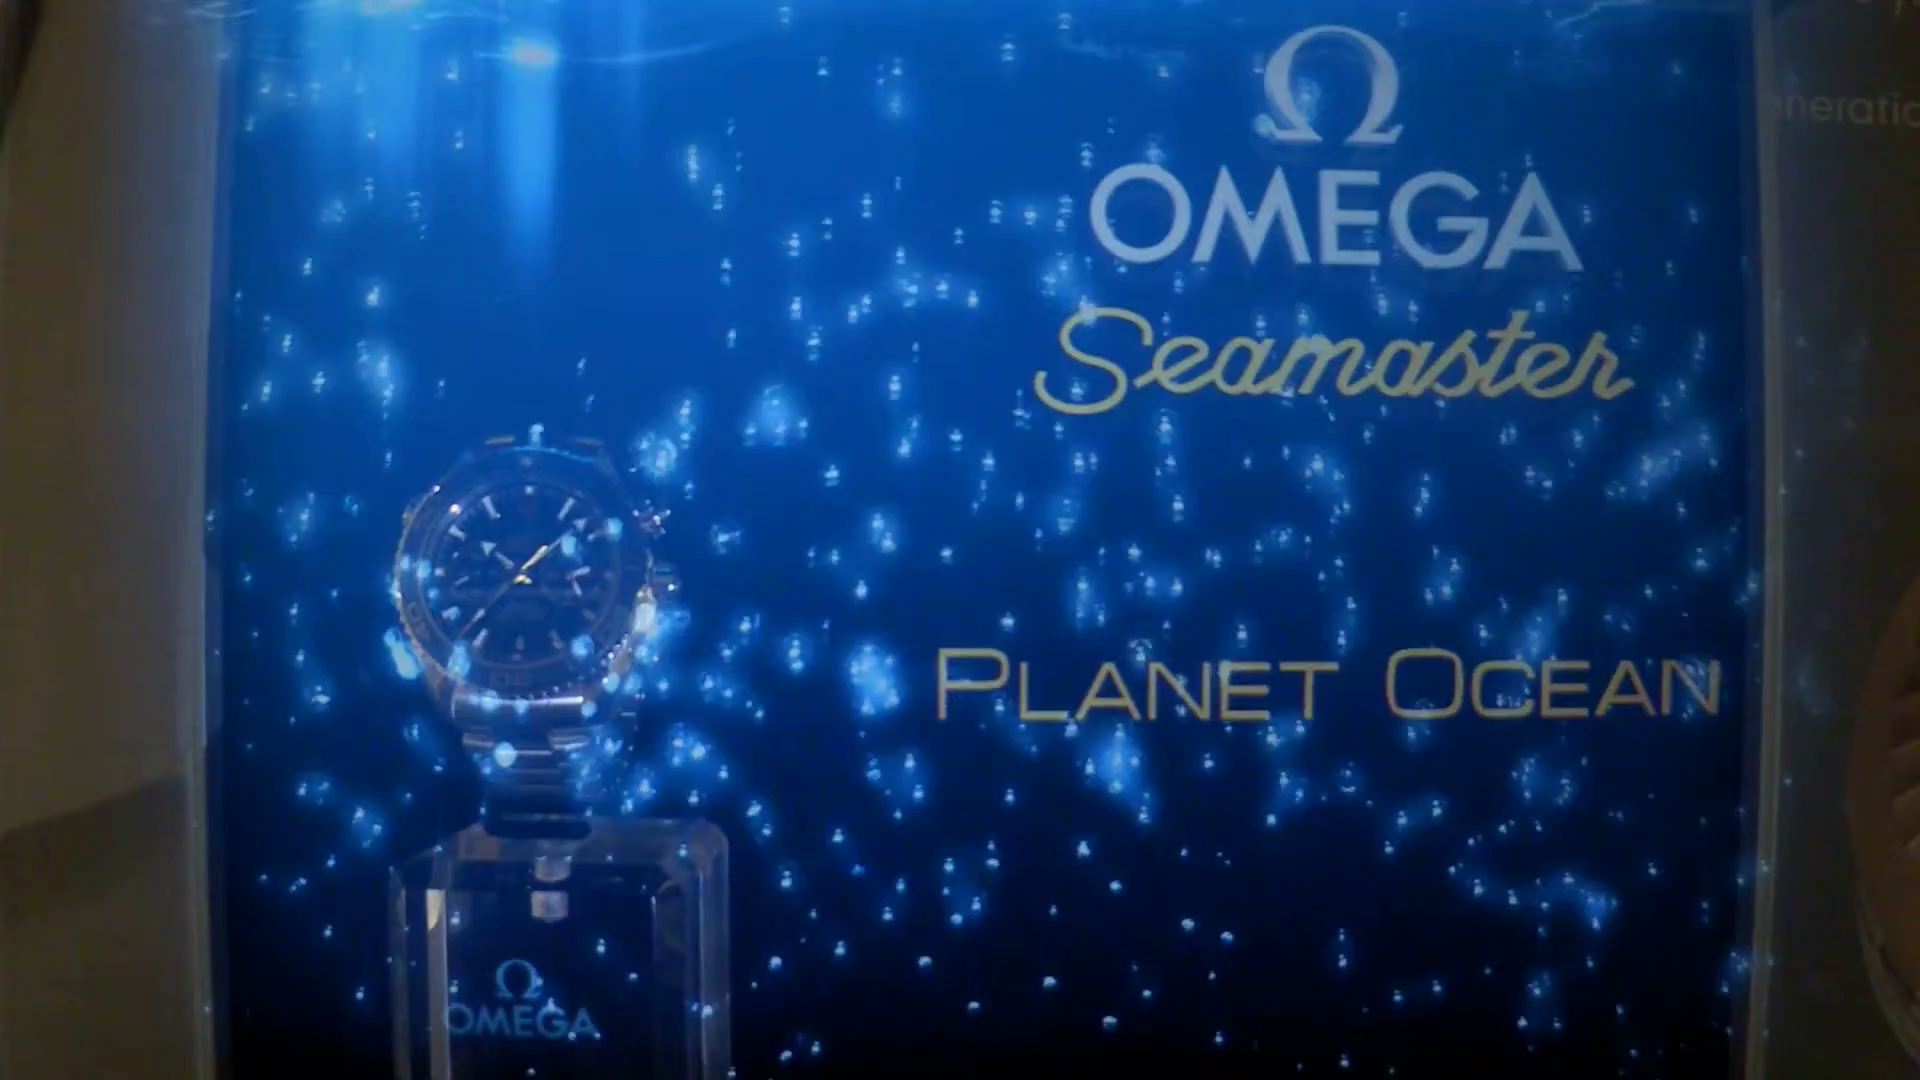 Ω
OMEGA
Seamaster
PLANET OCEAN
Ω
OMEGA